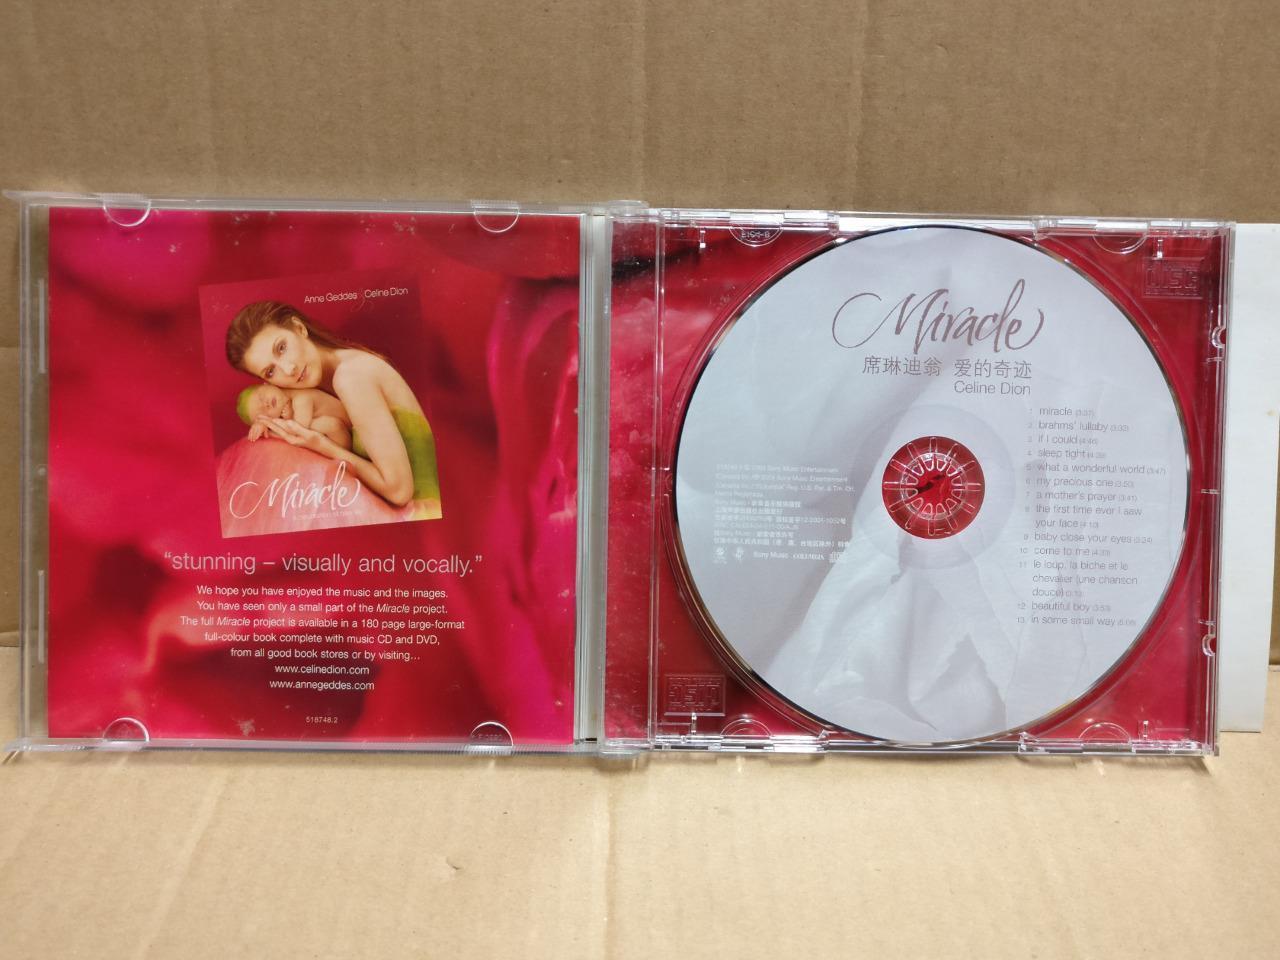 Anne Geddes Celine Dion
Miracle
"stunning – visually and vocally."
We hope you have enjoyed the music and the images.
You have seen only a small part of the Miracle project.
The full Miracle project is available in a 180 page large-format
full-colour book complete with music CD and DVD,
from all good book stores or by visiting...
www.celinedion.com
www.annegeddes.com
518748.2
Miracle
席琳迪翁 爱的奇迹
Celine Dion
1 miracle (3:37)
2 brahms' lullaby (3:33)
3 if I could (4:46)
4 sleep tight
5 what a wonderful world (3:47)
6 my precious one (3:50)
7 a mother's prayer (3:41)
8 the first time ever I saw
your face (4:10)
9 baby close your eyes (3:24)
10 come to me (4:33)
11 le loup, la biche et le
chevalier (une chanson
douce)
12 beautiful boy (3:53)
13 in some small way (5:06)
Sony Music Entertainment
Sony Music COLUMBIA